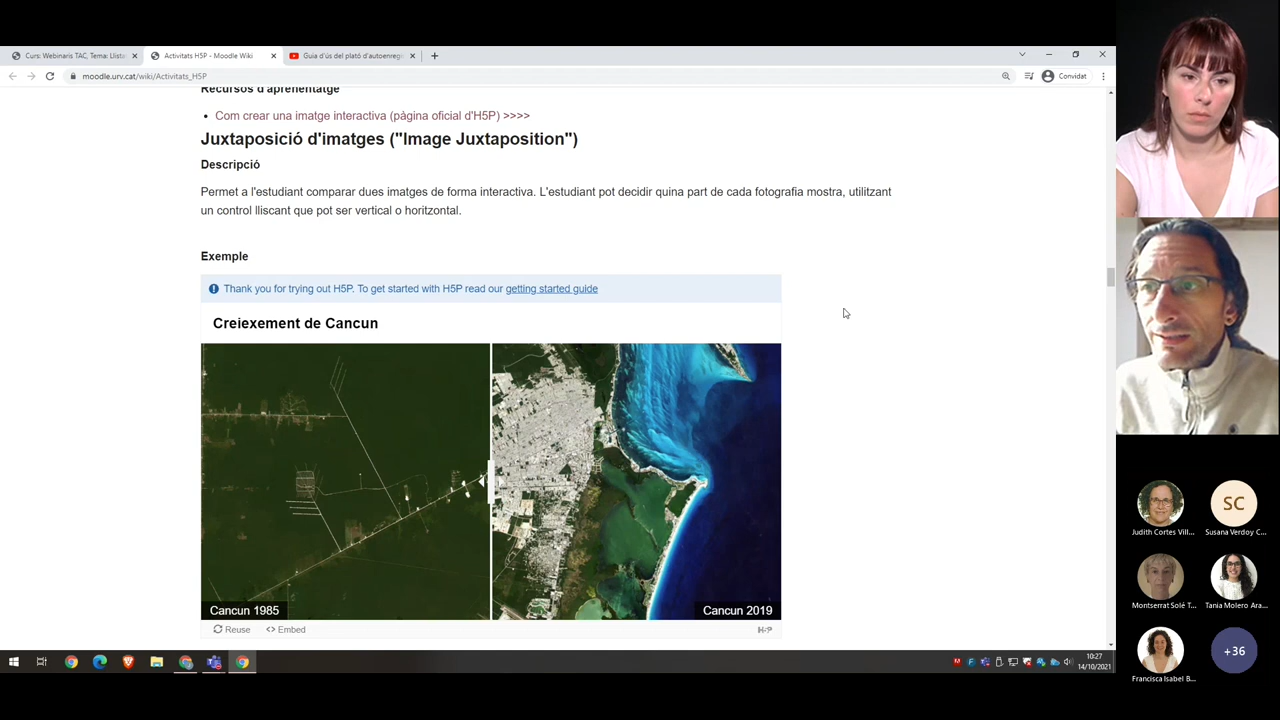 Curs: Webinaris TAC, Tema: Llista
Activitats H5P - Moodle Wiki
Guia d'ús del plató d'autoenregis
moodle.urv.cat/wiki/Activitats_H5P
Convidat
Recursos d'aprenentatge
Com crear una imatge interactiva (pàgina oficial d'H5P) >>>>
Juxtaposició d'imatges ("Image Juxtaposition")
Descripció
Permet a l'estudiant comparar dues imatges de forma interactiva. L'estudiant pot decidir quina part de cada fotografia mostra, utilitzant
un control lliscant que pot ser vertical o horitzontal.
Exemple
Thank you for trying out H5P. To get started with H5P read our getting started guide
Creiexement de Cancun
Cancun 1985
Cancun 2019
Reuse
<> Embed
H-P
SC
Judith Cortes Vill...
Susana Verdoy C...
Montserrat Solé T...
Tania Molero Ara...
+36
Francisca Isabel B...
10:27
14/10/2021